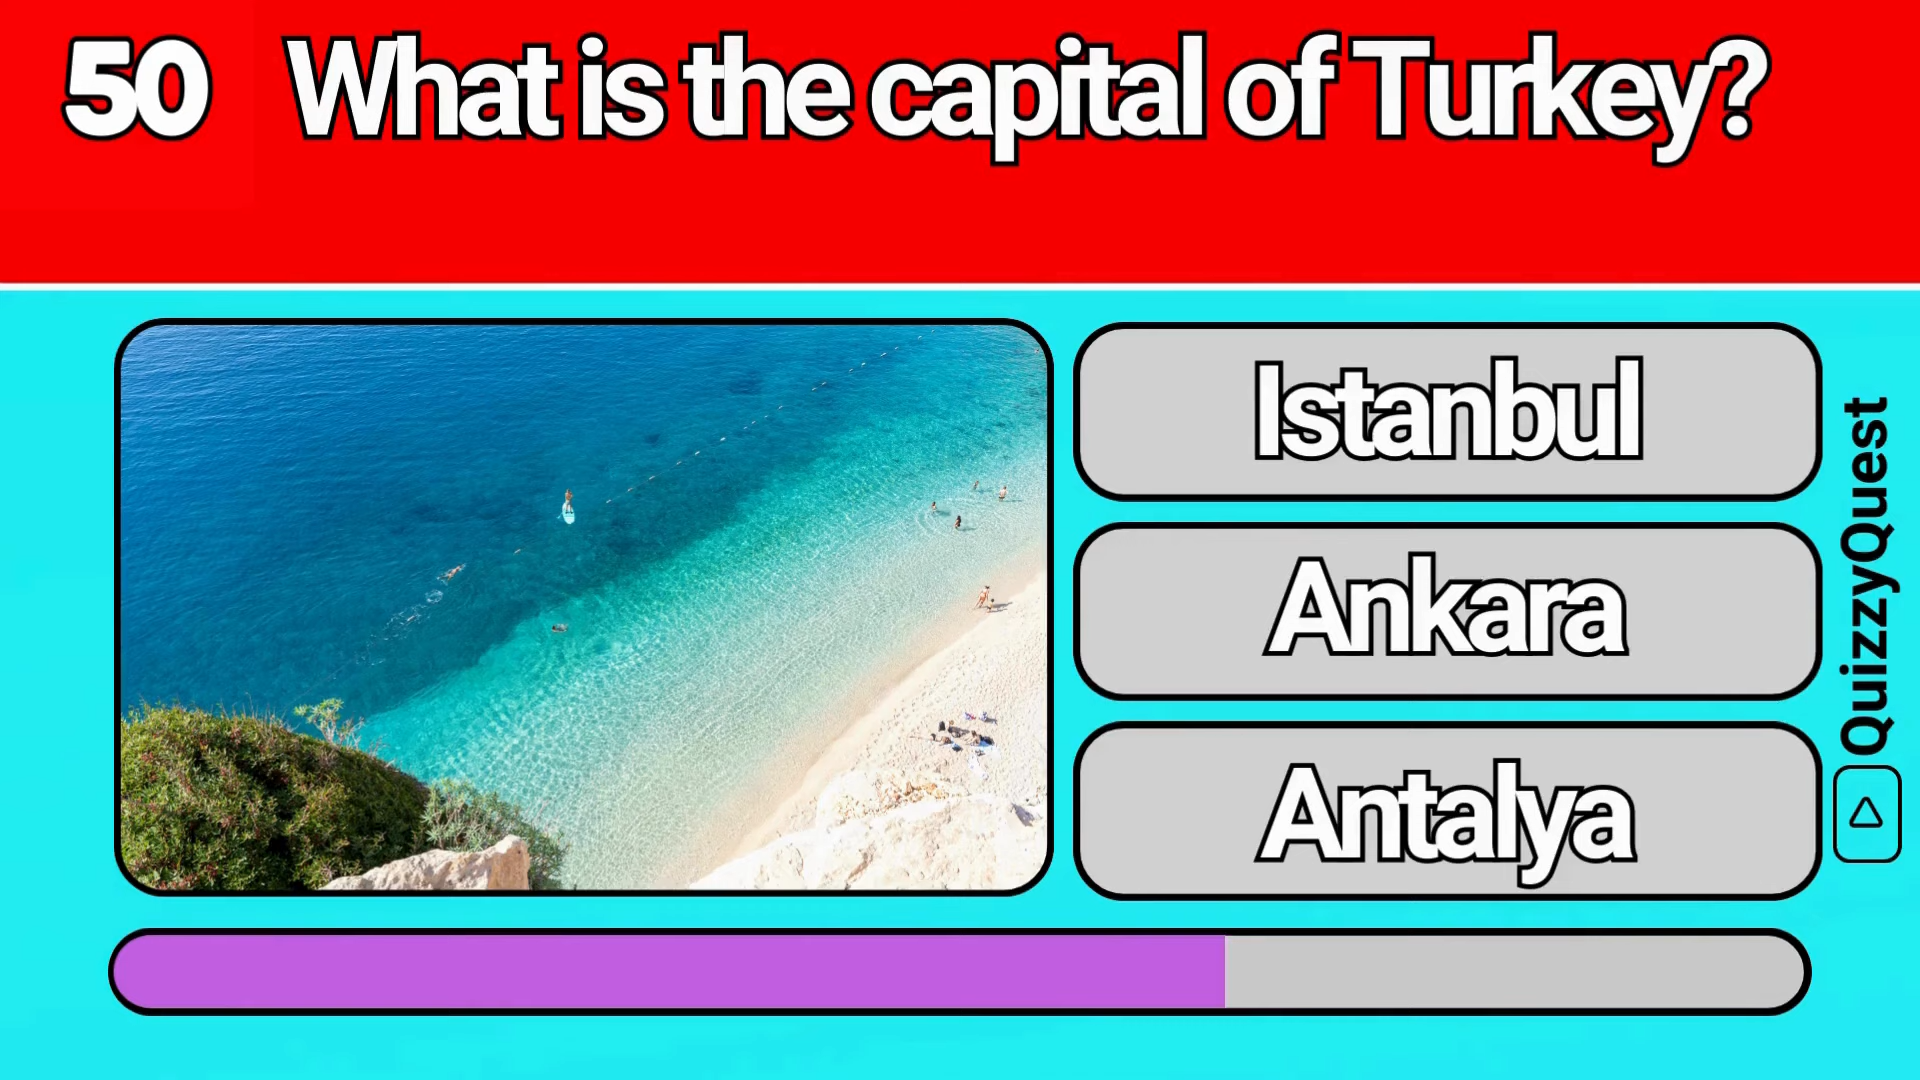 50
What is the capital of Turkey?
Istanbul
Ankara
Antalya
QuizzyQuest